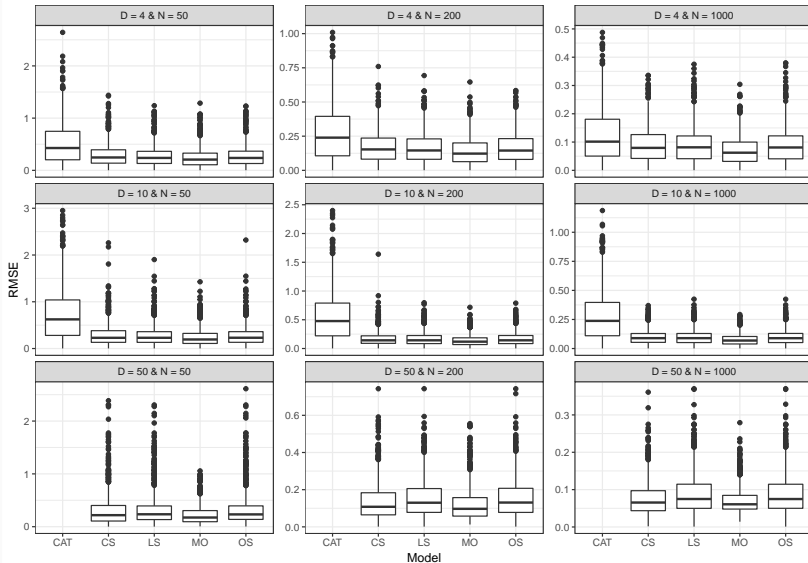 D = 4 & N = 50
D = 4 & N = 200
D = 4 & N = 1000
2
1
0
1.00
0.75
0.50
0.25
0.00
0.5
0.4
0.3
0.2
0.1
0.0
D = 10 & N = 50
D = 10 & N = 200
D = 10 & N = 1000
3
2
1
0
2.5
2.0
1.5
1.0
0.5
0.0
1.00
0.75
0.50
0.25
0.00
RMSE
D = 50 & N = 50
D = 50 & N = 200
D = 50 & N = 1000
2
1
0
0.6
0.4
0.2
0.0
0.3
0.2
0.1
0.0
CAT CS LS MO OS
CAT CS LS MO OS
CAT CS LS MO OS
Model